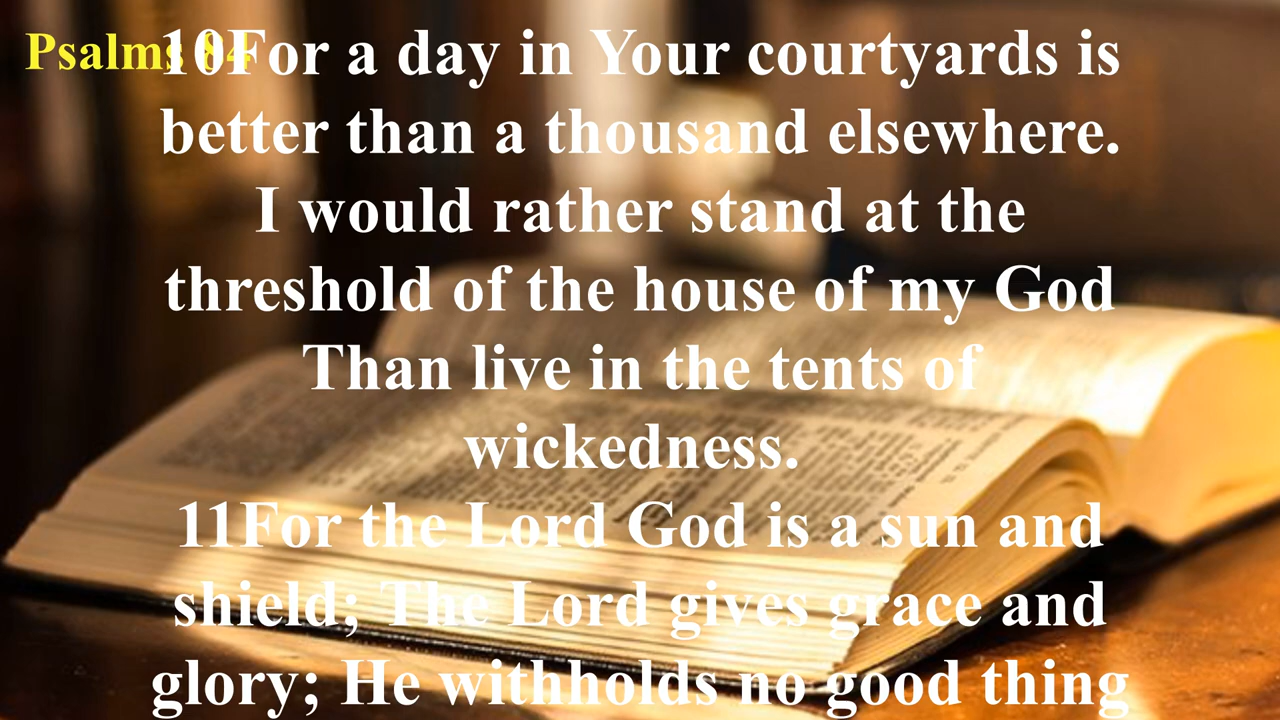 Psalms 84
10For a day in Your courtyards is
better than a thousand elsewhere.
I would rather stand at the
threshold of the house of my God
Than live in the tents of
wickedness.
11For the Lord God is a sun and
shield; The Lord gives grace and
glory; He withholds no good thing